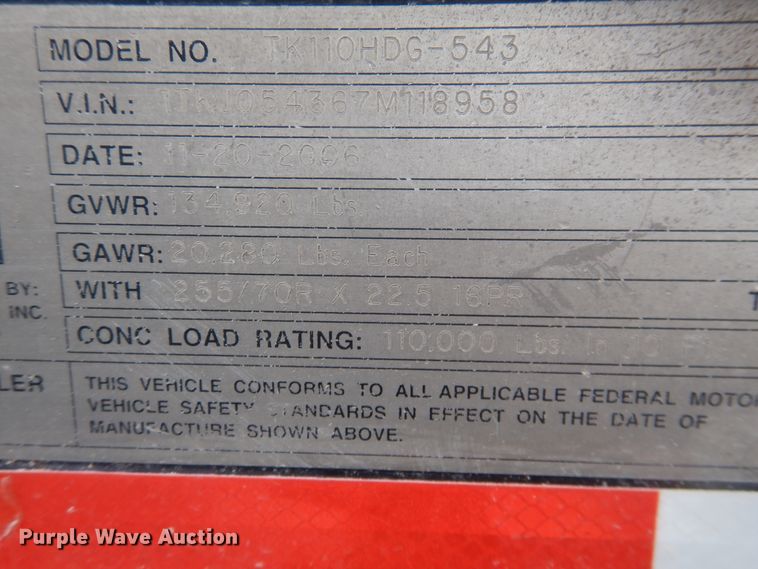 MODEL NO. TK110HDG-543
V.I.N.: 1TKJ054367M118958
DATE: 11-20-2006
GVWR: 134,920 Lbs
GAWR: 20,280 Lbs. Each
BY: WITH 255/70R X 22.5 16PR
INC.
CONC LOAD RATING: 110,000 Lbs. In 10
LER
THIS VEHICLE CONFORMS TO ALL APPLICABLE FEDERAL MOTO
VEHICLE SAFETY STANDARDS IN EFFECT ON THE DATE OF
MANUFACTURE SHOWN ABOVE.
Purple Wave Auction